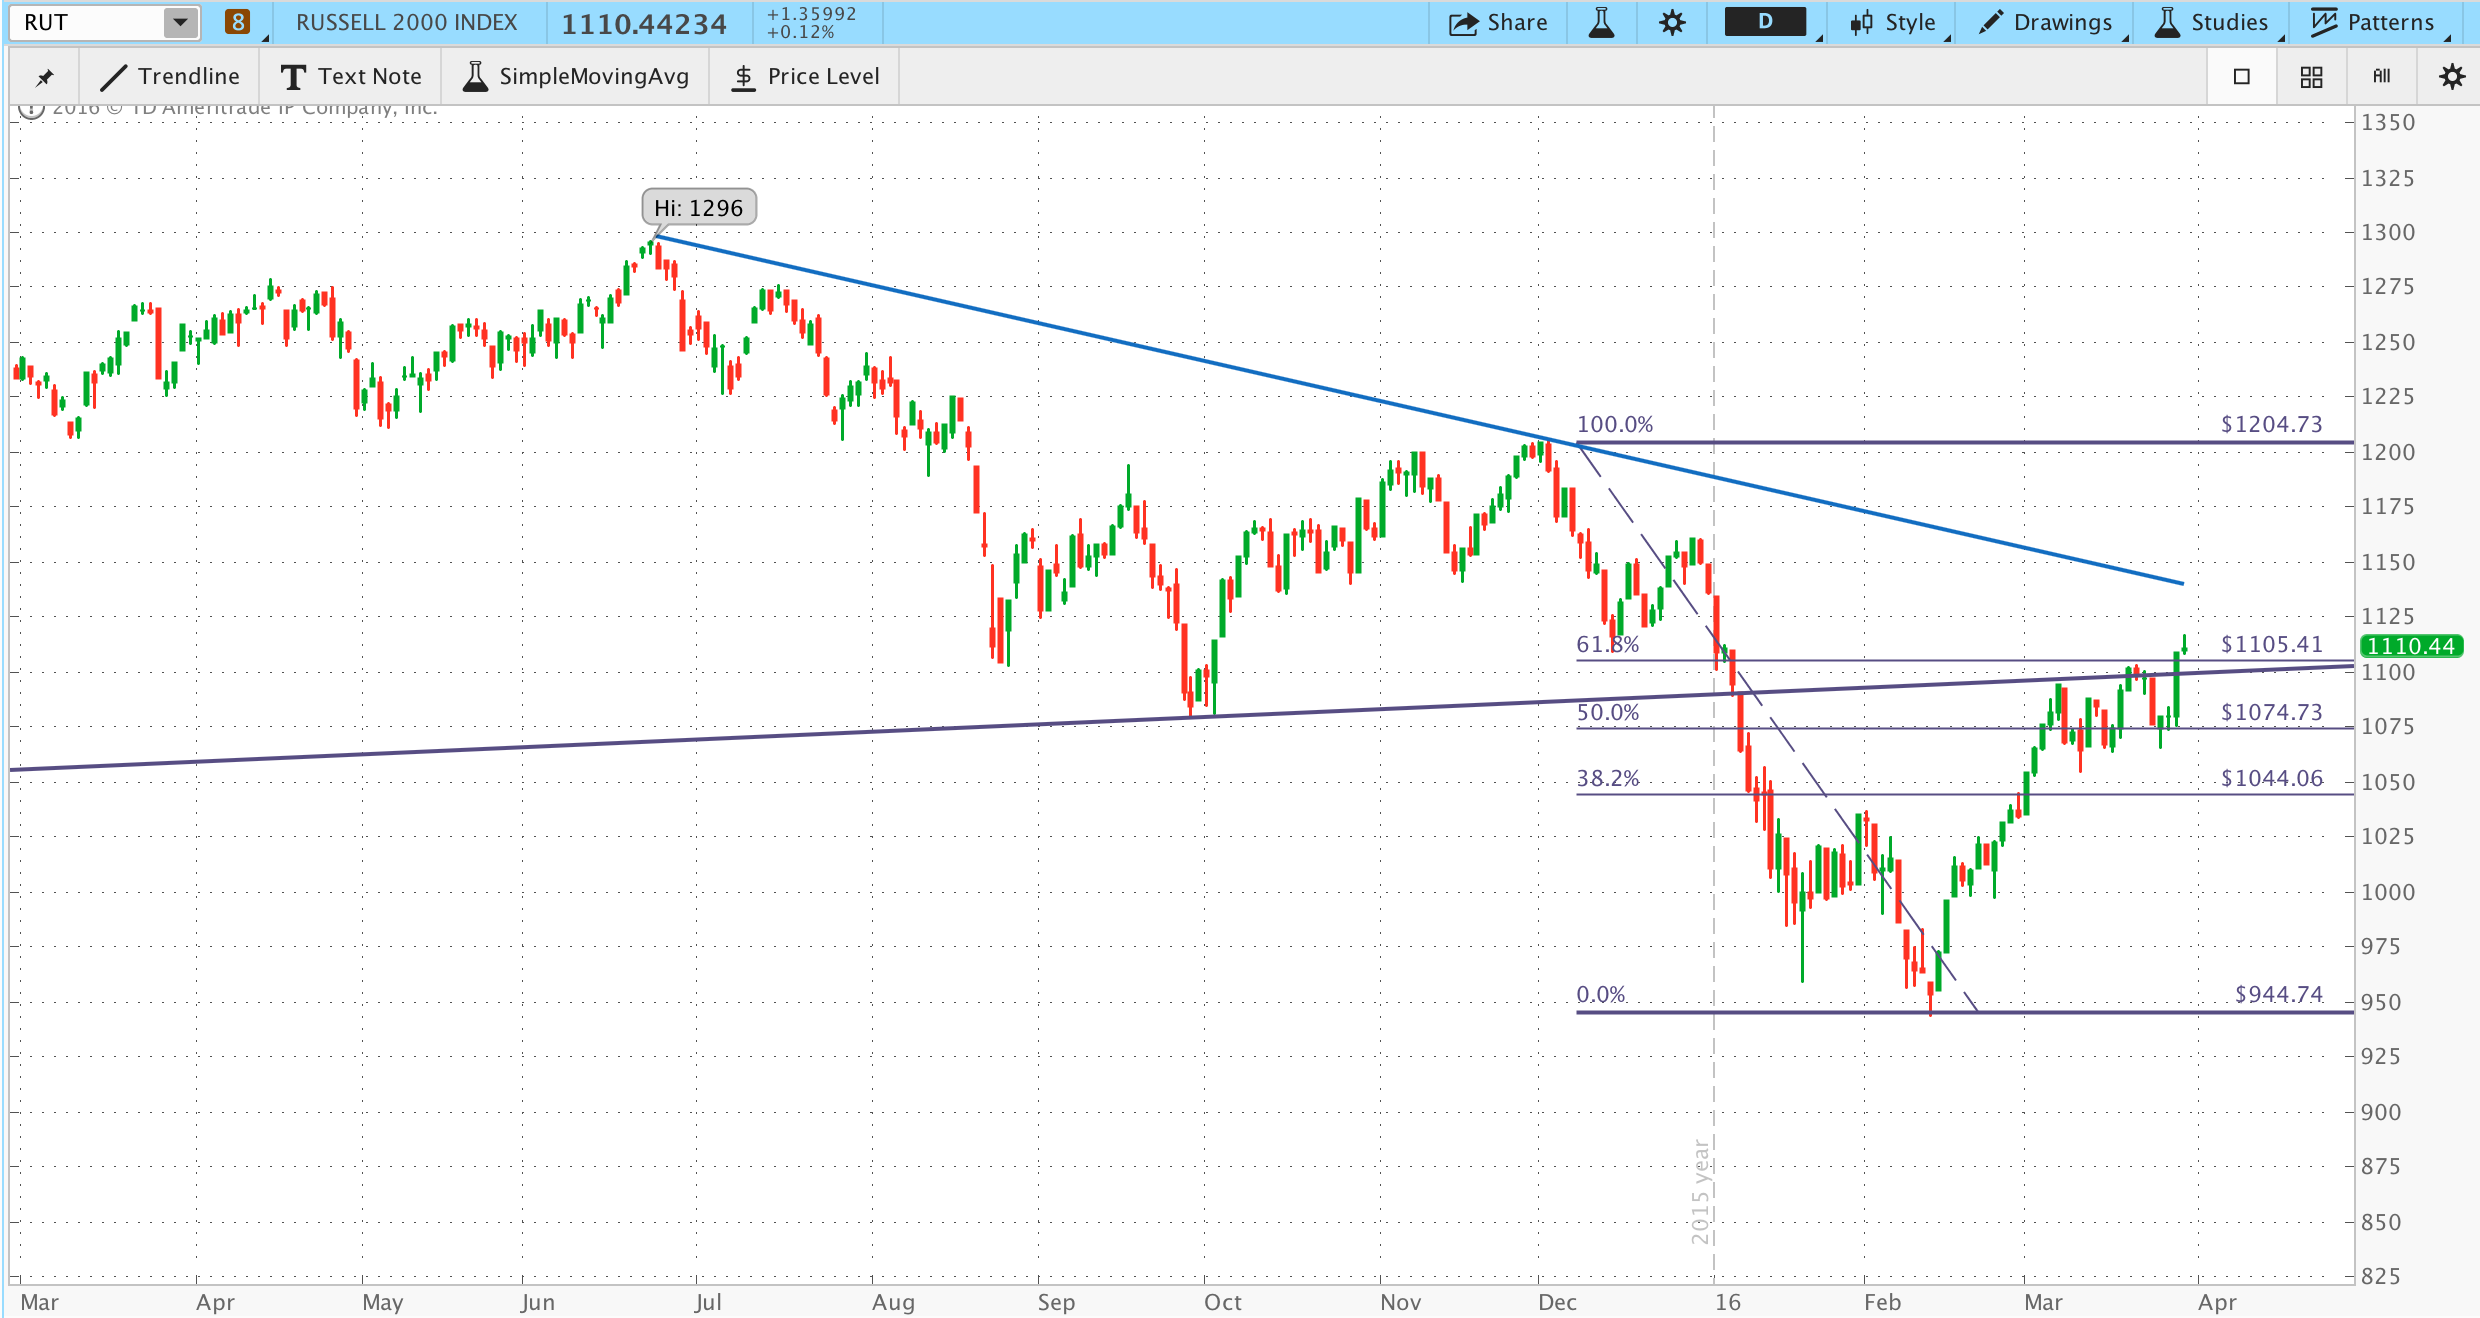 RUT
8
RUSSELL 2000 INDEX
1110.44234
+1.35992
+0.12%
Share
D
Style
Drawings
Studies
Patterns
Trendline
Text Note
SimpleMovingAvg
$ Price Level
All
2016 © TD Ameritrade IP Company, Inc.
Hi: 1296
100.0%
$1204.73
61.8%
$1105.41
50.0%
$1074.73
38.2%
$1044.06
0.0%
$944.74
2015 year
1350
1325
1300
1275
1250
1225
1200
1175
1150
1125
1110.44
1100
1075
1050
1025
1000
975
950
925
900
875
850
825
Mar
Apr
May
Jun
Jul
Aug
Sep
Oct
Nov
Dec
16
Feb
Mar
Apr